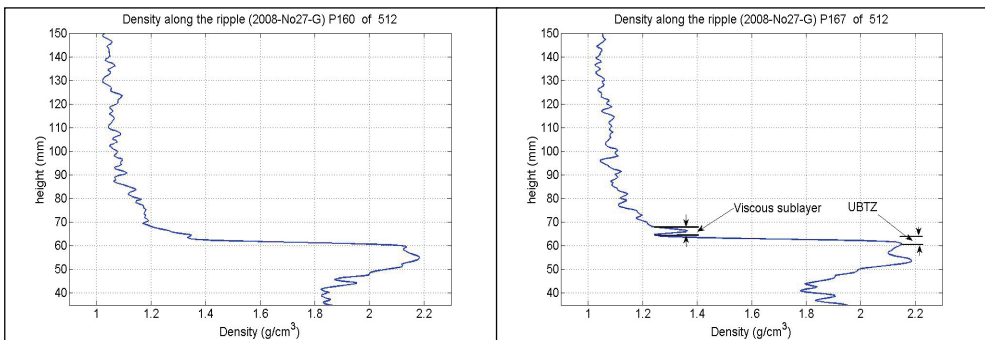 Density along the ripple (2008-No27-G) P160 of 512
150
140
130
120
110
100
90
80
70
60
50
40
height (mm)
1 1.2 1.4 1.6 1.8 2 2.2
Density (g/cm³)
Density along the ripple (2008-No27-G) P167 of 512
150
140
130
120
110
100
90
80
70
60
50
40
height (mm)
Viscous sublayer
UBTZ
1 1.2 1.4 1.6 1.8 2 2.2
Density (g/cm³)